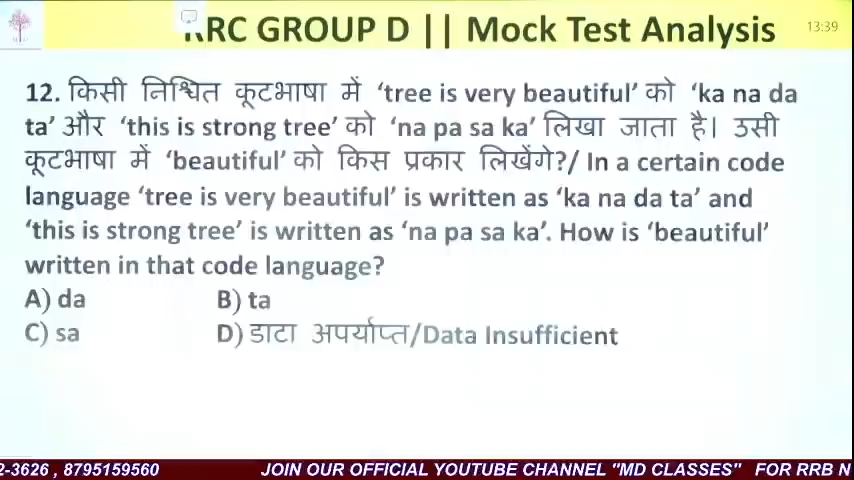 RRC GROUP D || Mock Test Analysis
13:39
12. किसी निश्चित कूटभाषा में ‘tree is very beautiful’ को ‘ka na da
ta’ और ‘this is strong tree’ को ‘na pa sa ka’ लिखा जाता है। उसी
कूटभाषा में ‘beautiful’ को किस प्रकार लिखेंगे?/ In a certain code
language ‘tree is very beautiful’ is written as ‘ka na da ta’ and
‘this is strong tree’ is written as ‘na pa sa ka’. How is ‘beautiful’
written in that code language?
A) da B) ta
C) sa D) डाटा अपर्याप्त/Data Insufficient
2-3626 , 8795159560 JOIN OUR OFFICIAL YOUTUBE CHANNEL "MD CLASSES" FOR RRB N